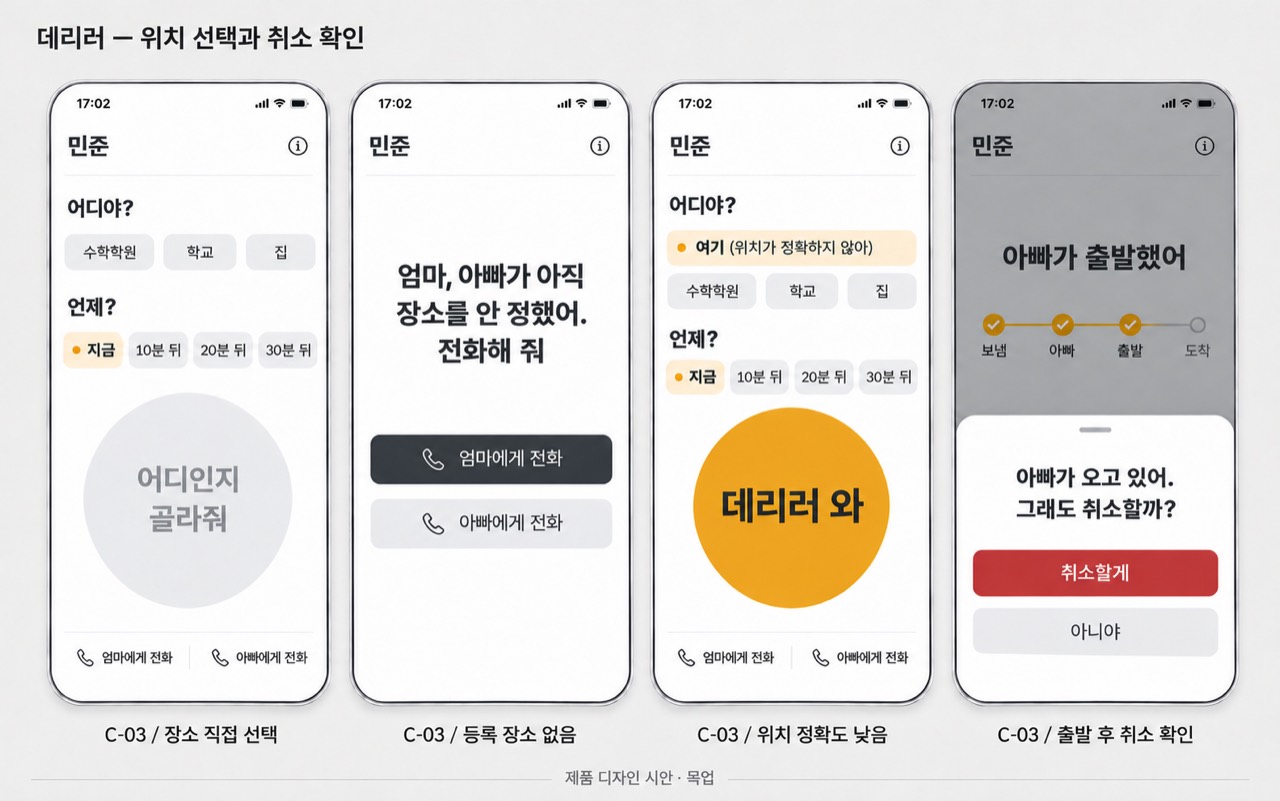 데리러 — 위치 선택과 취소 확인
17:02
민준
어디야?
수학학원
학교
집
언제?
지금
10분 뒤
20분 뒤
30분 뒤
어디인지
골라줘
엄마에게 전화
아빠에게 전화
C-03 / 장소 직접 선택
17:02
민준
엄마, 아빠가 아직
장소를 안 정했어.
전화해 줘
엄마에게 전화
아빠에게 전화
C-03 / 등록 장소 없음
17:02
민준
어디야?
여기 (위치가 정확하지 않아)
수학학원
학교
집
언제?
지금
10분 뒤
20분 뒤
30분 뒤
데리러 와
엄마에게 전화
아빠에게 전화
C-03 / 위치 정확도 낮음
17:02
민준
아빠가 출발했어
보냄
아빠
출발
도착
아빠가 오고 있어.
그래도 취소할까?
취소할게
아니야
C-03 / 출발 후 취소 확인
제품 디자인 시안 · 목업